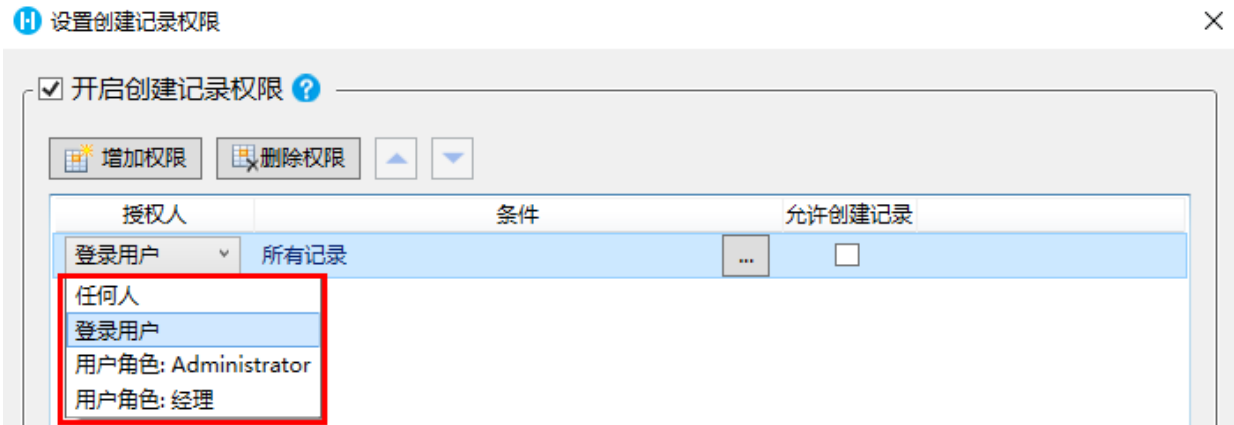 设置创建记录权限
开启创建记录权限
增加权限 删除权限
授权人 条件 允许创建记录
登录用户 所有记录 ...
任何人
登录用户
用户角色: Administrator
用户角色: 经理